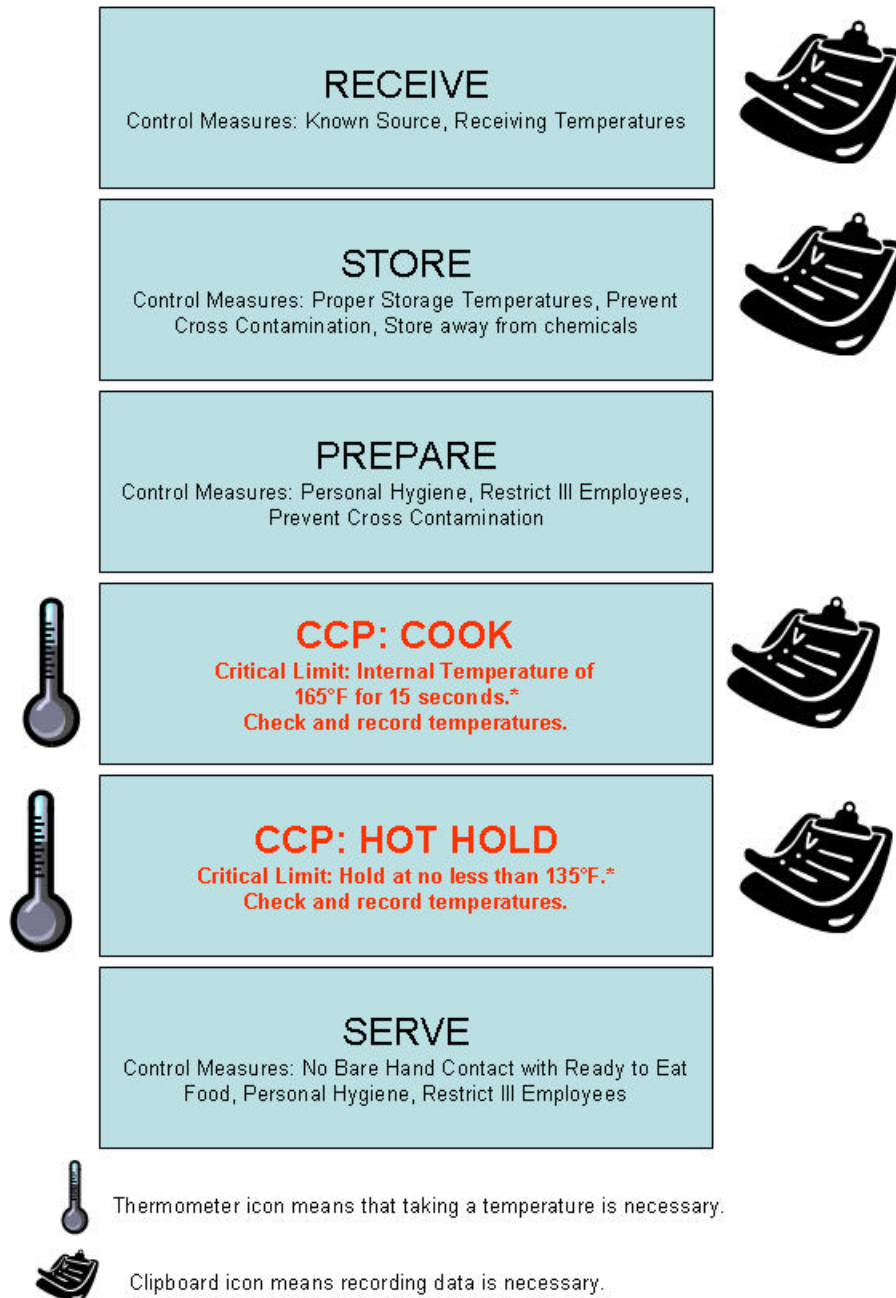 RECEIVE
Control Measures: Known Source, Receiving Temperatures
STORE
Control Measures: Proper Storage Temperatures, Prevent
Cross Contamination, Store away from chemicals
PREPARE
Control Measures: Personal Hygiene, Restrict Ill Employees,
Prevent Cross Contamination
CCP: COOK
Critical Limit: Internal Temperature of
165°F for 15 seconds.*
Check and record temperatures.
CCP: HOT HOLD
Critical Limit: Hold at no less than 135°F.*
Check and record temperatures.
SERVE
Control Measures: No Bare Hand Contact with Ready to Eat
Food, Personal Hygiene, Restrict Ill Employees
Thermometer icon means that taking a temperature is necessary.
Clipboard icon means recording data is necessary.